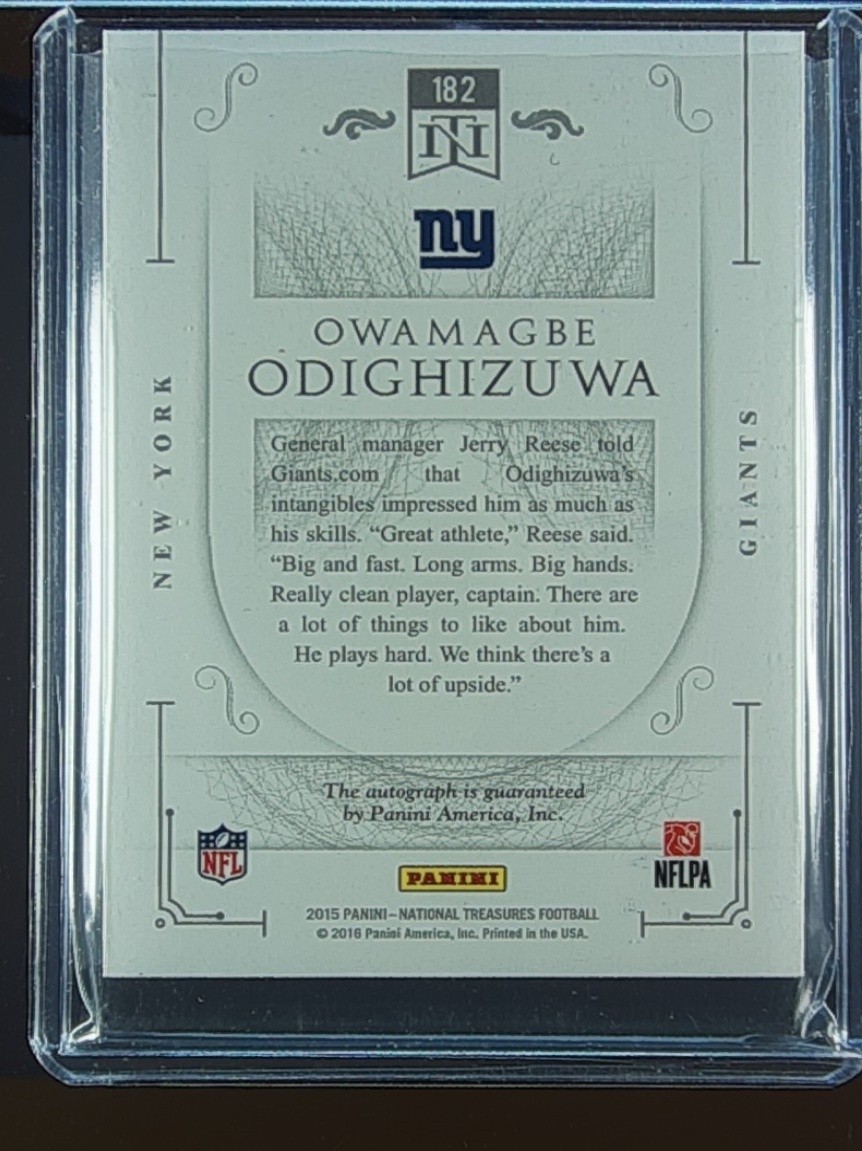 182
NT
ny
OWAMAGBE
ODIGHIZUWA
NEW YORK
GIANTS
General manager Jerry Reese told
Giants.com that Odighizuwa's
intangibles impressed him as much as
his skills. “Great athlete,” Reese said.
“Big and fast. Long arms. Big hands.
Really clean player, captain. There are
a lot of things to like about him.
He plays hard. We think there's a
lot of upside.”
The autograph is guaranteed
by Panini America, Inc.
NFL
PANINI
NFLPA
2015 PANINI – NATIONAL TREASURES FOOTBALL
© 2016 Panini America, Inc. Printed in the USA.